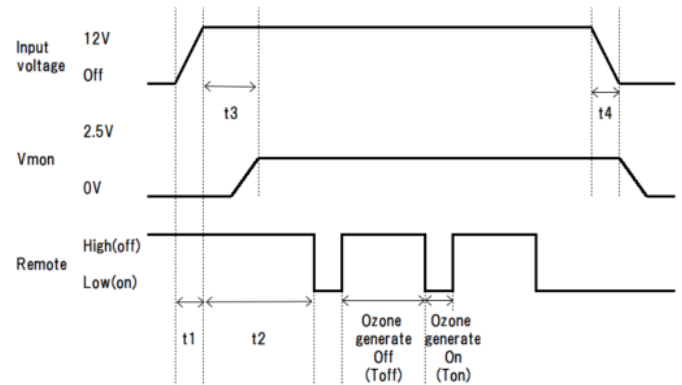 Input
voltage
12V
Off
t3
t4
2.5V
Vmon
0V
Remote
High(off)
Low(on)
t1
t2
Ozone
generate
Off
(Toff)
Ozone
generate
On
(Ton)